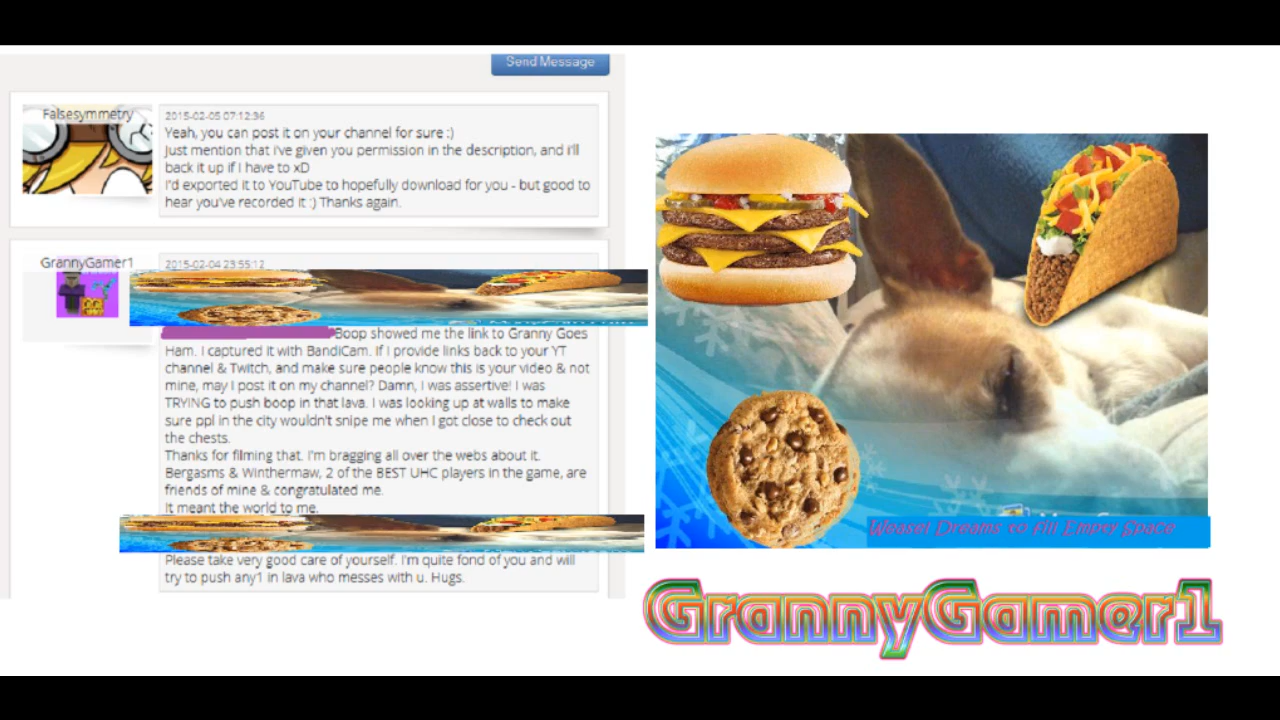 Send Message
Falsesymmetry
2015-02-05 07:12:36
Yeah, you can post it on your channel for sure :)
Just mention that i've given you permission in the description, and i'll
back it up if I have to xD
I'd exported it to YouTube to hopefully download for you - but good to
hear you've recorded it :) Thanks again.
GrannyGamer1
2015-02-04 23:55:12
Boop showed me the link to Granny Goes
Ham. I captured it with BandiCam. If I provide links back to your YT
channel & Twitch, and make sure people know this is your video & not
mine, may I post it on my channel? Damn, I was assertive! I was
TRYING to push boop in that lava. I was looking up at walls to make
sure ppl in the city wouldn't snipe me when I got close to check out
the chests.
Thanks for filming that. I'm bragging all over the webs about it.
Bergasms & Winthermaw, 2 of the BEST UHC players in the game, are
friends of mine & congratulated me.
It meant the world to me.
Please take very good care of yourself. I'm quite fond of you and will
try to push any1 in lava who messes with u. Hugs.
Weasel Dreams to Fill Empty Space
GrannyGamer1